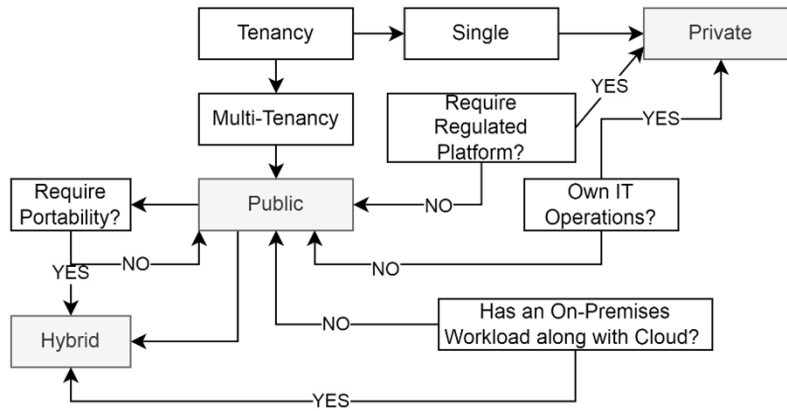 Tenancy
Single
Private
Multi-Tenancy
Require
Regulated
Platform?
YES
YES
Require
Portability?
Public
NO
Own IT
Operations?
NO
YES
NO
Hybrid
NO
Has an On-Premises
Workload along with Cloud?
YES